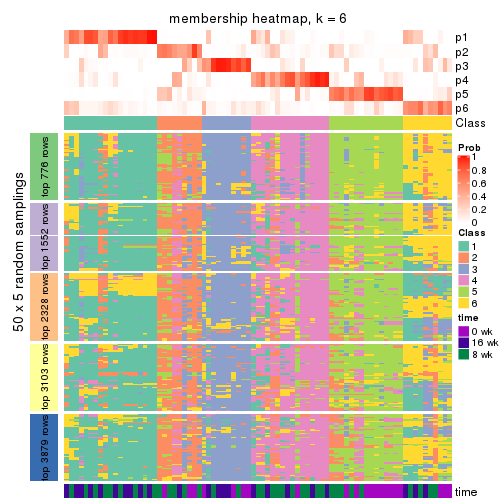 membership heatmap, k = 6
p1
p2
p3
p4
p5
p6
Class
50 x 5 random samplings
top 776 rows
top 1552 rows
top 2328 rows
top 3103 rows
top 3879 rows
time
Prob
1
0.8
0.6
0.4
0.2
0
Class
1
2
3
4
5
6
time
0 wk
16 wk
8 wk